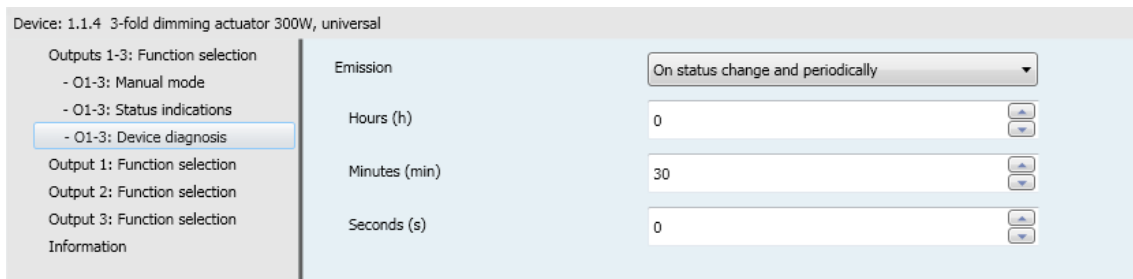 Device: 1.1.4 3-fold dimming actuator 300W, universal
Outputs 1-3: Function selection
- O1-3: Manual mode
- O1-3: Status indications
- O1-3: Device diagnosis
Output 1: Function selection
Output 2: Function selection
Output 3: Function selection
Information
Emission
On status change and periodically
Hours (h)
0
Minutes (min)
30
Seconds (s)
0